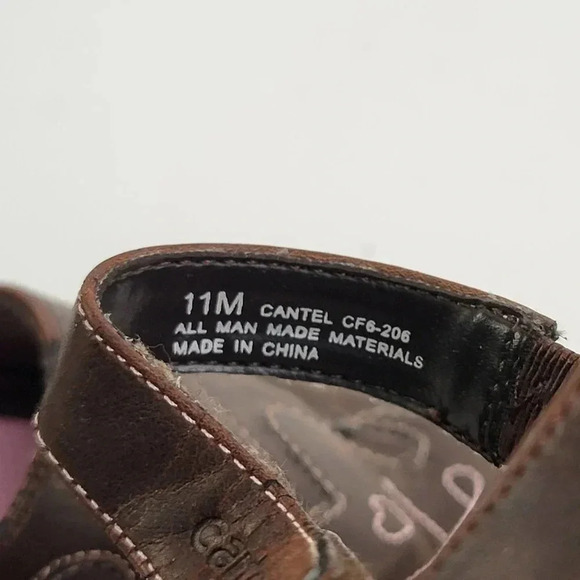 11M CANTEL CF6-206
ALL MAN MADE MATERIALS
MADE IN CHINA